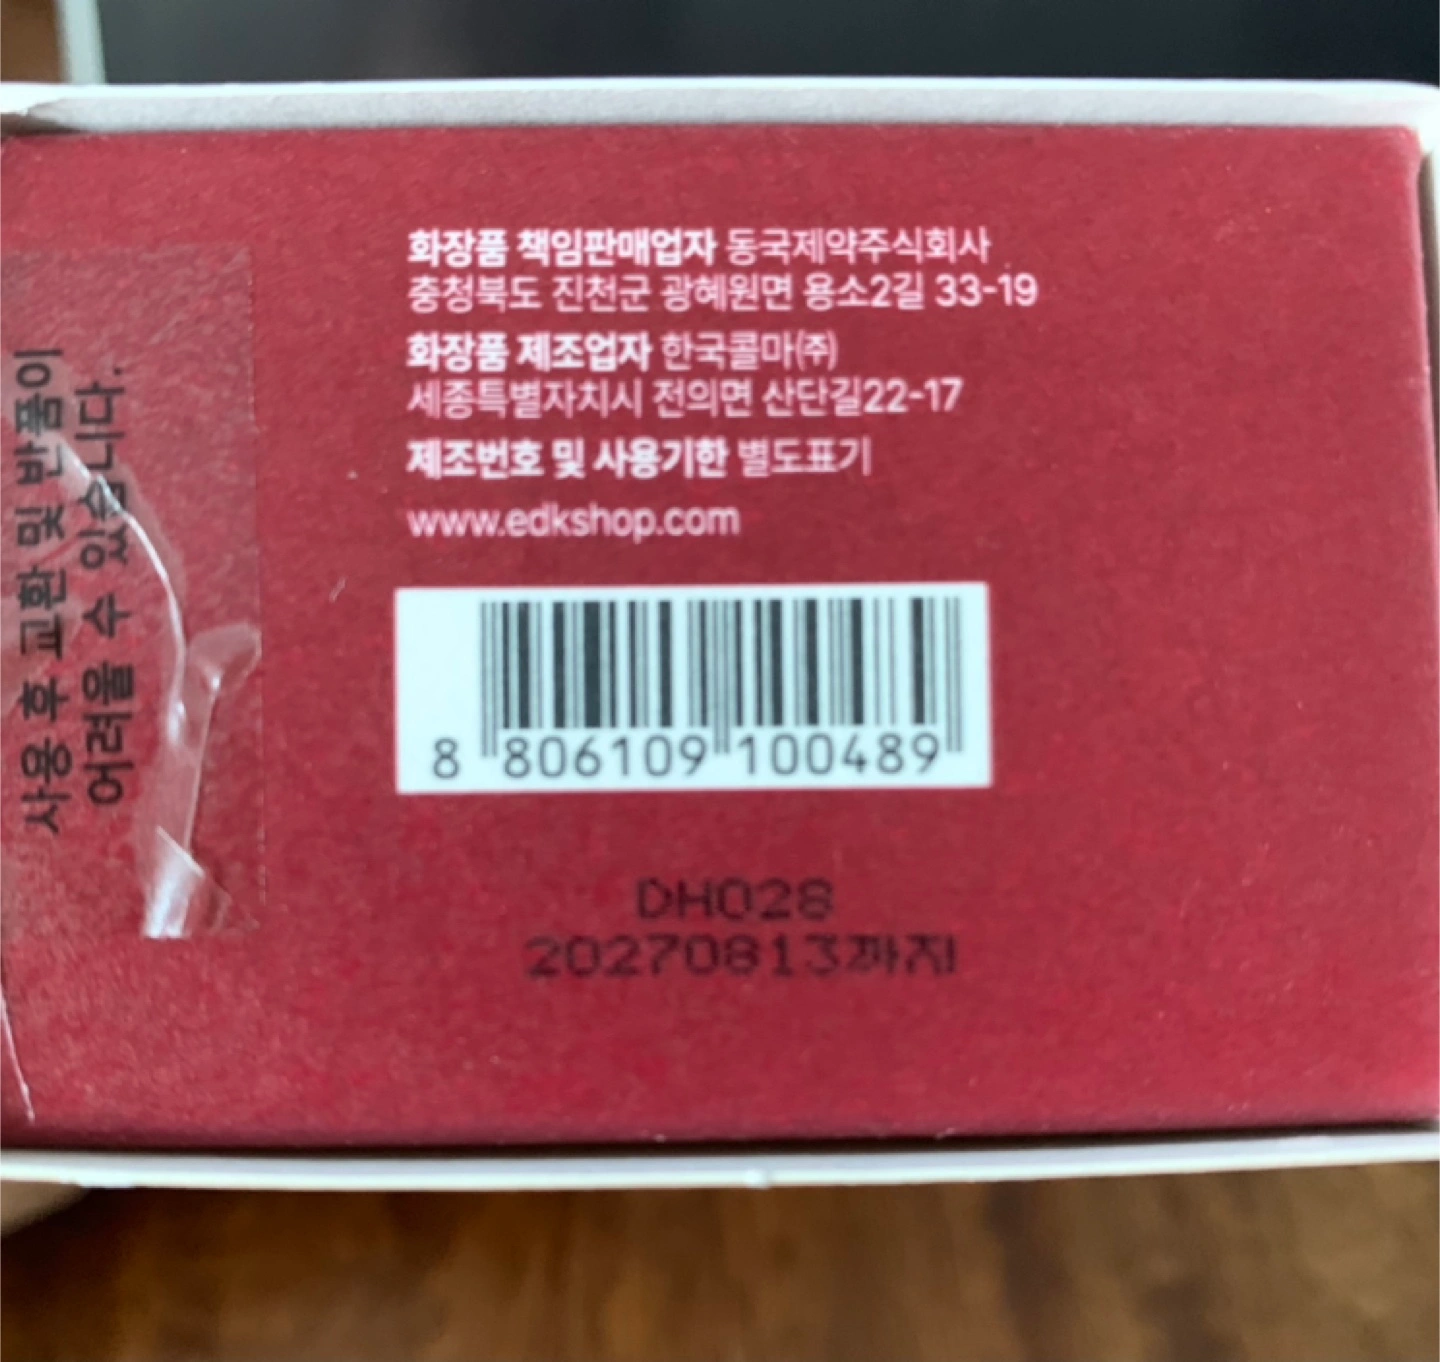 화장품 책임판매업자 동국제약주식회사
충청북도 진천군 광혜원면 용소2길 33-19
화장품 제조업자 한국콜마(주)
세종특별자치시 전의면 산단길22-17
제조번호 및 사용기한 별도표기
www.edkshop.com
8 806109 100489
DH028
20270813까지
사용 후 교환 및 반품이
어려울 수 있습니다.